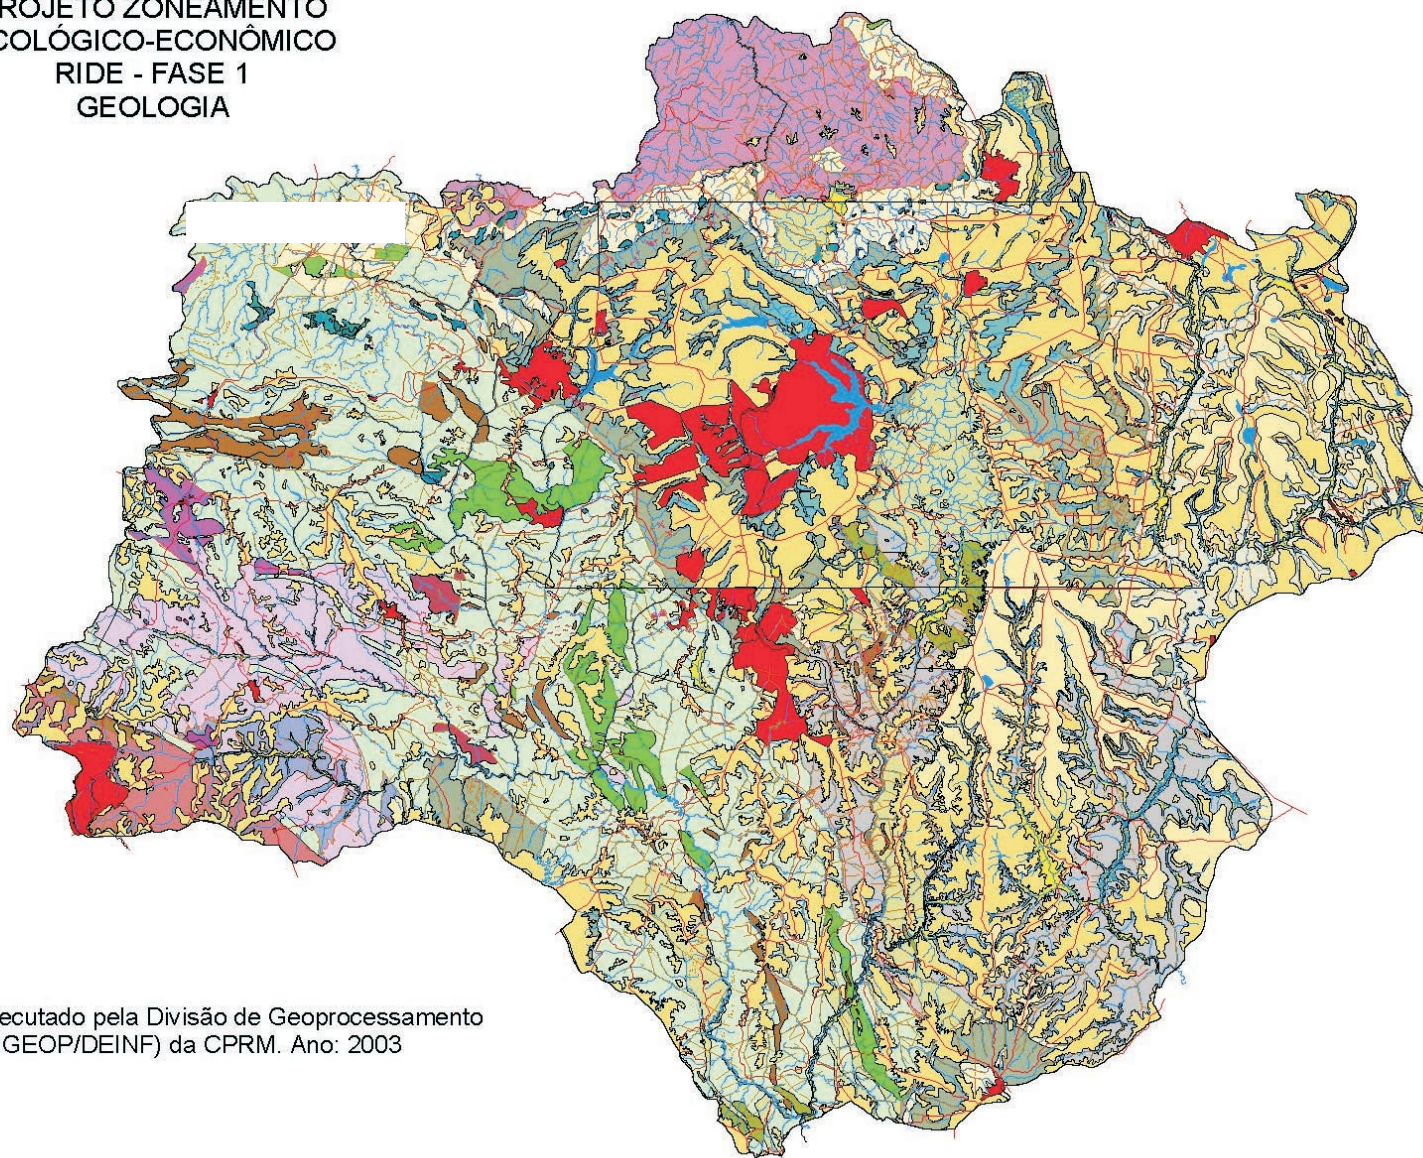 ROJETO ZONEAMENTO
COLÓGICO-ECONÔMICO
RIDE - FASE 1
GEOLOGIA
ecutado pela Divisão de Geoprocessamento
GEOP/DEINF) da CPRM. Ano: 2003